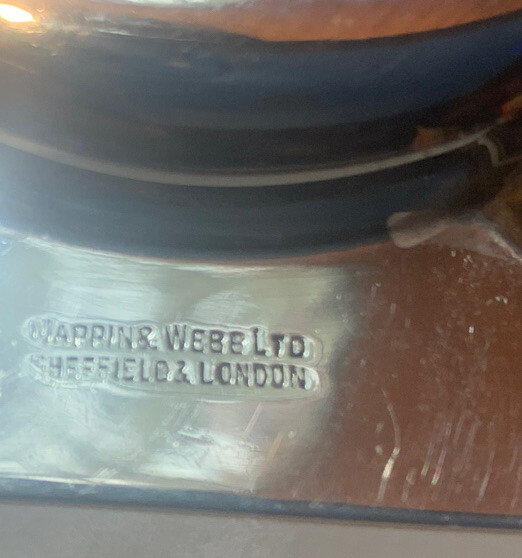 MAPPIN & WEBB LTD
SHEFFIELD & LONDON